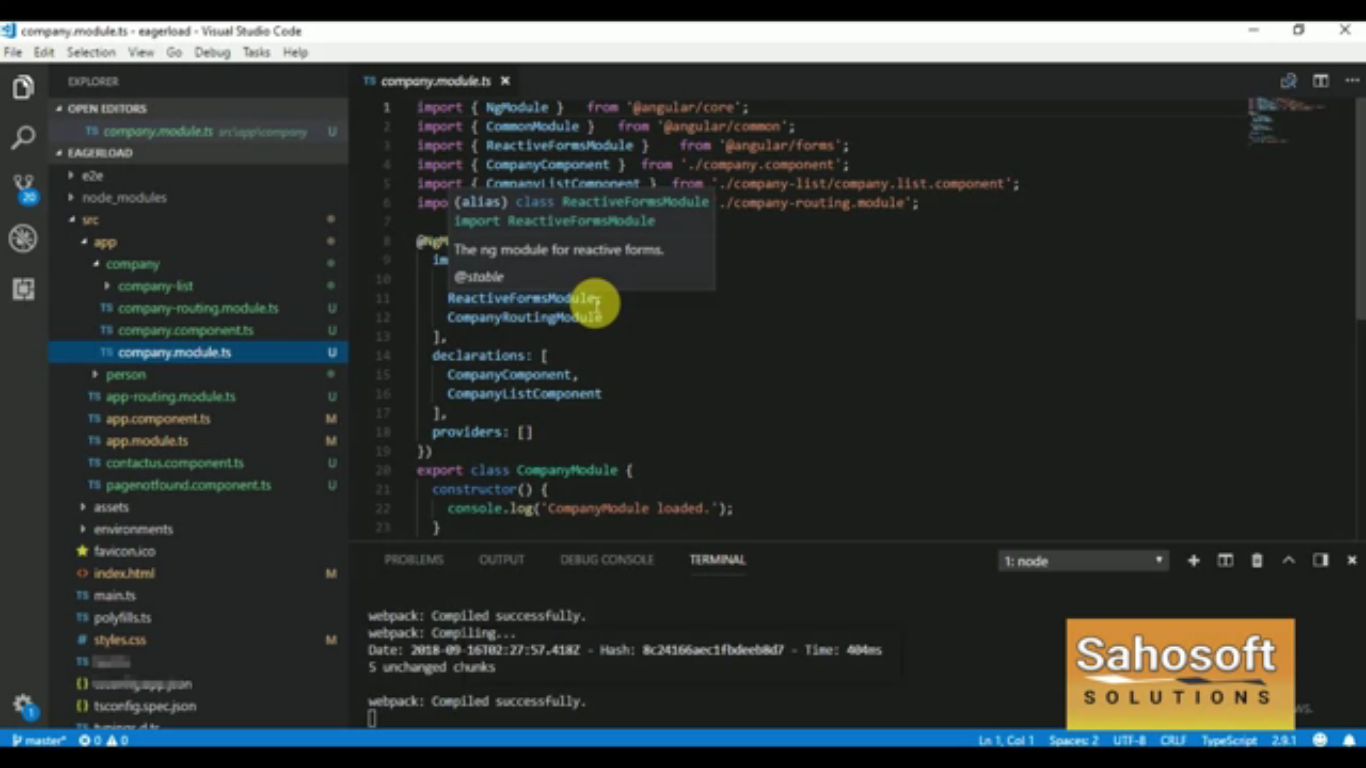 company.module.ts - eagerload - Visual Studio Code
File Edit Selection View Go Debug Tasks Help
EXPLORER
OPEN EDITORS
TS company.module.ts src\app\company U
EAGERLOAD
e2e
node_modules
src
app
company
company-list
TS company-routing.module.ts U
TS company.component.ts U
TS company.module.ts U
person
TS app-routing.module.ts U
TS app.component.ts M
TS app.module.ts M
TS contactus.component.ts U
TS pagenotfound.component.ts U
assets
environments
favicon.ico
<> index.html M
TS main.ts
TS polyfills.ts
# styles.css M
TS
{}
{} tsconfig.spec.json
20
1
TS company.module.ts
1 import { NgModule } from '@angular/core';
2 import { CommonModule } from '@angular/common';
3 import { ReactiveFormsModule } from '@angular/forms';
4 import { CompanyComponent } from './company.component';
5 import { CompanyListComponent } from './company-list/company.list.component';
6 impo ./company-routing.module';
(alias) class ReactiveFormsModule
import ReactiveFormsModule
The ng module for reactive forms.
@stable
7
8 @NgM
9 im
10
11 ReactiveFormsModule,
12 CompanyRoutingModule
13 ],
14 declarations: [
15 CompanyComponent,
16 CompanyListComponent
17 ],
18 providers: []
19 })
20 export class CompanyModule {
21 constructor() {
22 console.log('CompanyModule loaded.');
23 }
PROBLEMS OUTPUT DEBUG CONSOLE TERMINAL 1: node
webpack: Compiled successfully.
webpack: Compiling...
Date: 2018-09-16T02:27:57.418Z - Hash: 8c24166aec1fbdeeb8d7 - Time: 404ms
5 unchanged chunks
webpack: Compiled successfully.
Sahosoft
SOLUTIONS
ws.
master* 0 0 Ln 1, Col 1 Spaces: 2 UTF-8 CRLF TypeScript 2.9.1